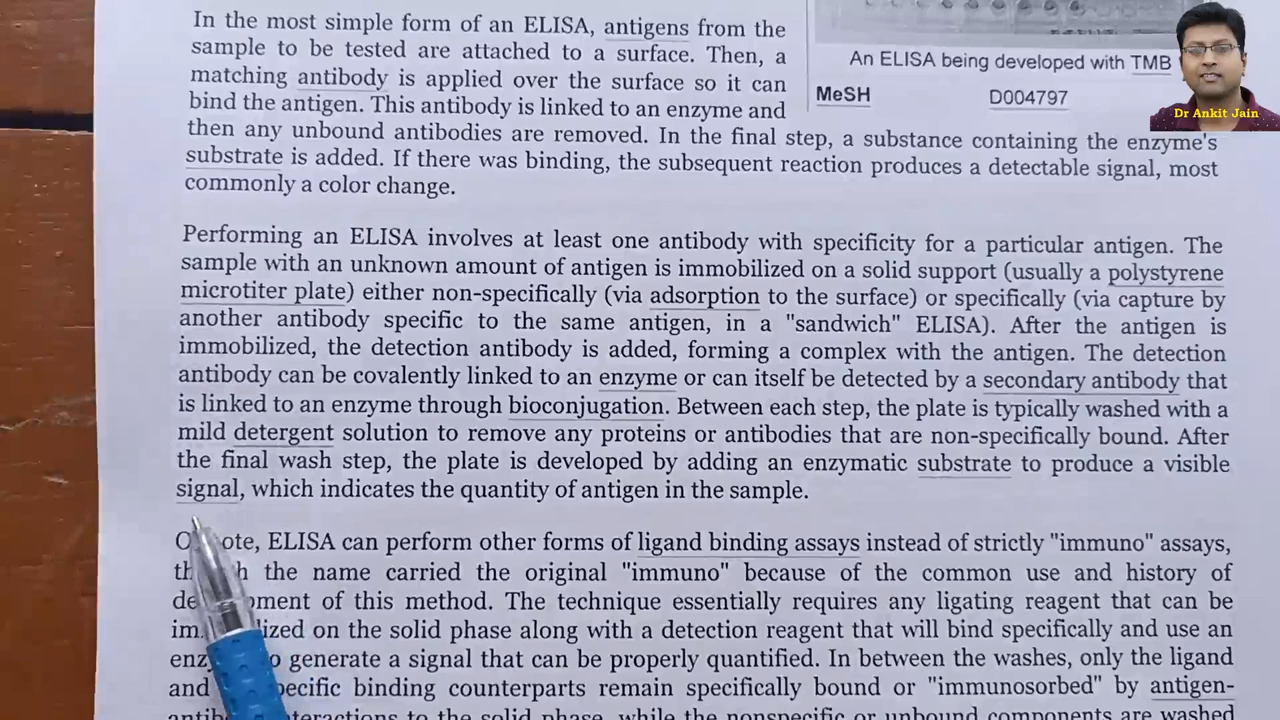 In the most simple form of an ELISA, antigens from the
sample to be tested are attached to a surface. Then, a
matching antibody is applied over the surface so it can
bind the antigen. This antibody is linked to an enzyme and
then any unbound antibodies are removed. In the final step, a substance containing the enzyme's
substrate is added. If there was binding, the subsequent reaction produces a detectable signal, most
commonly a color change.
An ELISA being developed with TMB
MeSH D004797
Dr Ankit Jain
Performing an ELISA involves at least one antibody with specificity for a particular antigen. The
sample with an unknown amount of antigen is immobilized on a solid support (usually a polystyrene
microtiter plate) either non-specifically (via adsorption to the surface) or specifically (via capture by
another antibody specific to the same antigen, in a "sandwich" ELISA). After the antigen is
immobilized, the detection antibody is added, forming a complex with the antigen. The detection
antibody can be covalently linked to an enzyme or can itself be detected by a secondary antibody that
is linked to an enzyme through bioconjugation. Between each step, the plate is typically washed with a
mild detergent solution to remove any proteins or antibodies that are non-specifically bound. After
the final wash step, the plate is developed by adding an enzymatic substrate to produce a visible
signal, which indicates the quantity of antigen in the sample.
ELISA can perform other forms of ligand binding assays instead of strictly "immuno" assays,
the name carried the original "immuno" because of the common use and history of
of this method. The technique essentially requires any ligating reagent that can be
on the solid phase along with a detection reagent that will bind specifically and use an
generate a signal that can be properly quantified. In between the washes, only the ligand
and binding counterparts remain specifically bound or "immunosorbed" by antigen-
to the solid phase, while the nonspecific or unbound components are washed